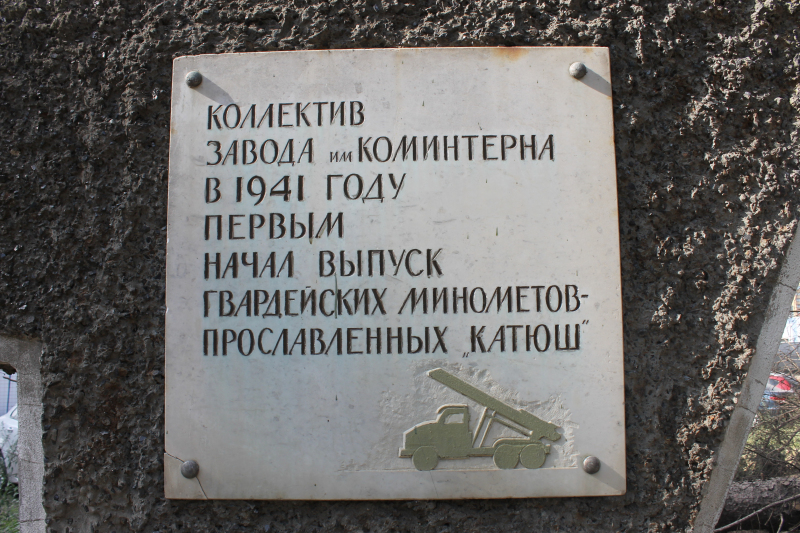 КОЛЛЕКТИВ
ЗАВОДА им КОМИНТЕРНА
В 1941 ГОДУ
ПЕРВЫМ
НАЧАЛ ВЫПУСК
ГВАРДЕЙСКИХ МИНОМЕТОВ-
ПРОСЛАВЛЕННЫХ „КАТЮШ"